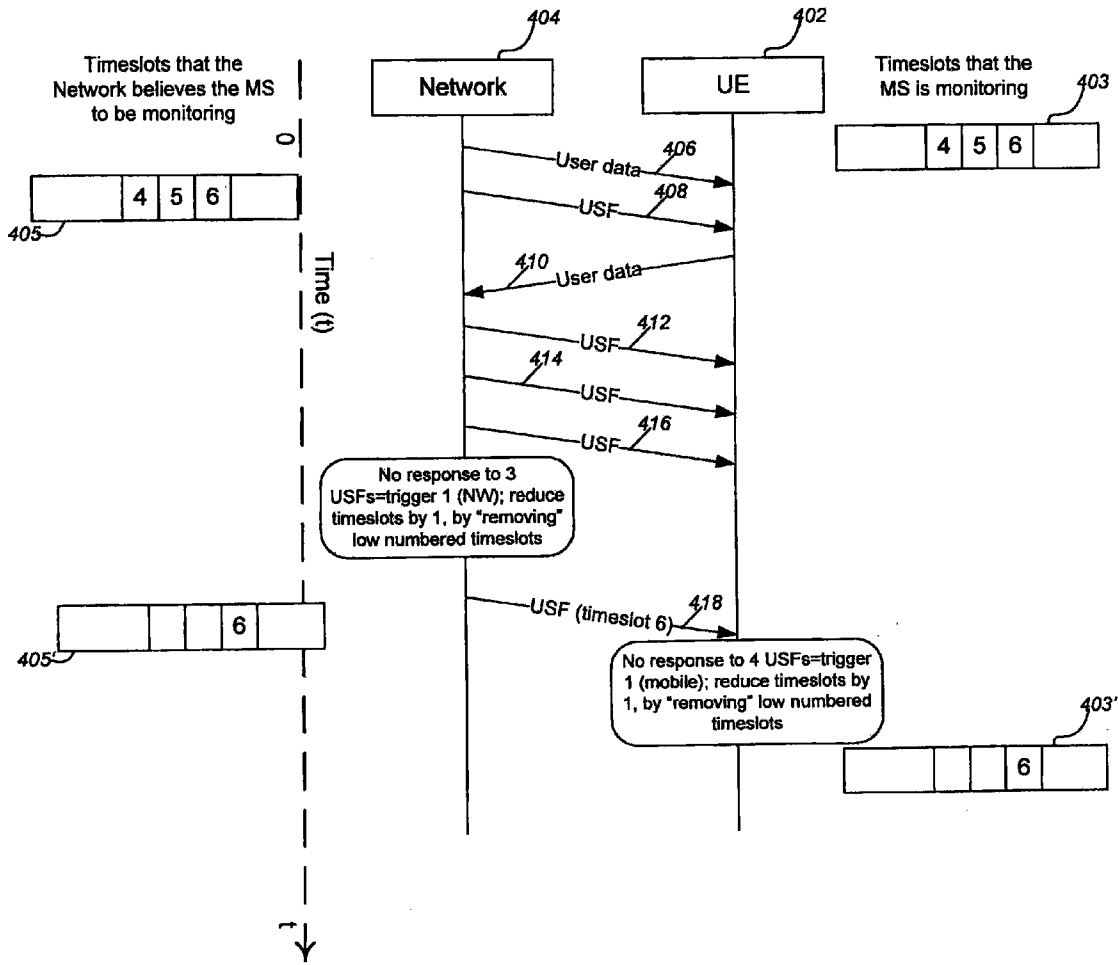 404
402
Timeslots that the
Network believes the MS
to be monitoring
Network
UE
Timeslots that the
MS is monitoring
403
0
4 5 6
4 5 6
405
User data
406
USF
408
Time (t)
410
User data
412
USF
414
USF
416
USF
No response to 3
USFs=trigger 1 (NW); reduce
timeslots by 1, by "removing"
low numbered timeslots
USF (timeslot 6)
418
6
405'
No response to 4 USFs=trigger
1 (mobile); reduce timeslots by
1, by "removing" low numbered
timeslots
403'
6
t